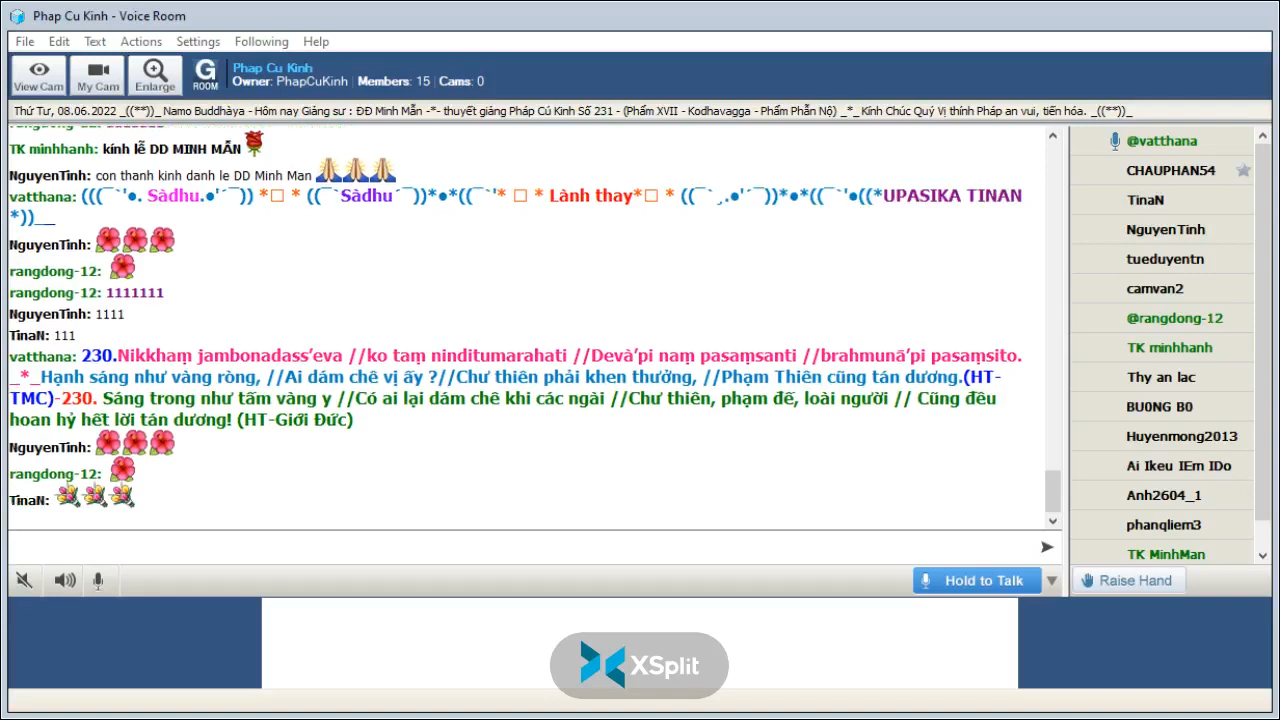 Phap Cu Kinh - Voice Room
File Edit Text Actions Settings Following Help
View Cam My Cam Enlarge G ROOM Phap Cu Kinh
Owner: PhapCuKinh | Members: 15 | Cams: 0
Thứ Tư, 08.06.2022 _((**))_ Namo Buddhàya - Hôm nay Giảng sư : ĐĐ Minh Mẫn -*- thuyết giảng Pháp Cú Kinh Số 231 - (Phẩm XVII - Kodhavagga - Phẩm Phẫn Nộ) _*_ Kính Chúc Quý Vị thính Pháp an vui, tiến hóa. _((**))_
TK minhhanh: kính lễ DD MINH MẪN
NguyenTinh: con thanh kinh danh le DD Minh Man
vatthana: (((¯`'●. Sàdhu.●'´¯)) *□ * ((¯`Sàdhu´¯))*●*((¯`'* □ * Lành thay*□ * ((¯`¸.●'´¯))*●*((¯`'●((*UPASIKA TINAN
*))__
NguyenTinh:
rangdong-12:
rangdong-12: 1111111
NguyenTinh: 1111
TinaN: 111
vatthana: 230.Nikkhaṃ jambonadass'eva //ko taṃ ninditumarahati //Devà'pi naṃ pasaṃsanti //brahmunā'pi pasaṃsito.
_*_Hạnh sáng như vàng ròng, //Ai dám chê vị ấy ?//Chư thiên phải khen thưởng, //Phạm Thiên cũng tán dương.(HT-
TMC)-230. Sáng trong như tấm vàng y //Có ai lại dám chê khi các ngài //Chư thiên, phạm đế, loài người // Cũng đều
hoan hỷ hết lời tán dương! (HT-Giới Đức)
NguyenTinh:
rangdong-12:
TinaN:
@vatthana
CHAUPHAN54
TinaN
NguyenTinh
tueduyentn
camvan2
@rangdong-12
TK minhhanh
Thy an lac
BU0NG B0
Huyenmong2013
Ai Ikeu IEm IDo
Anh2604_1
phanqliem3
TK MinhMan
Hold to Talk
Raise Hand
XSplit